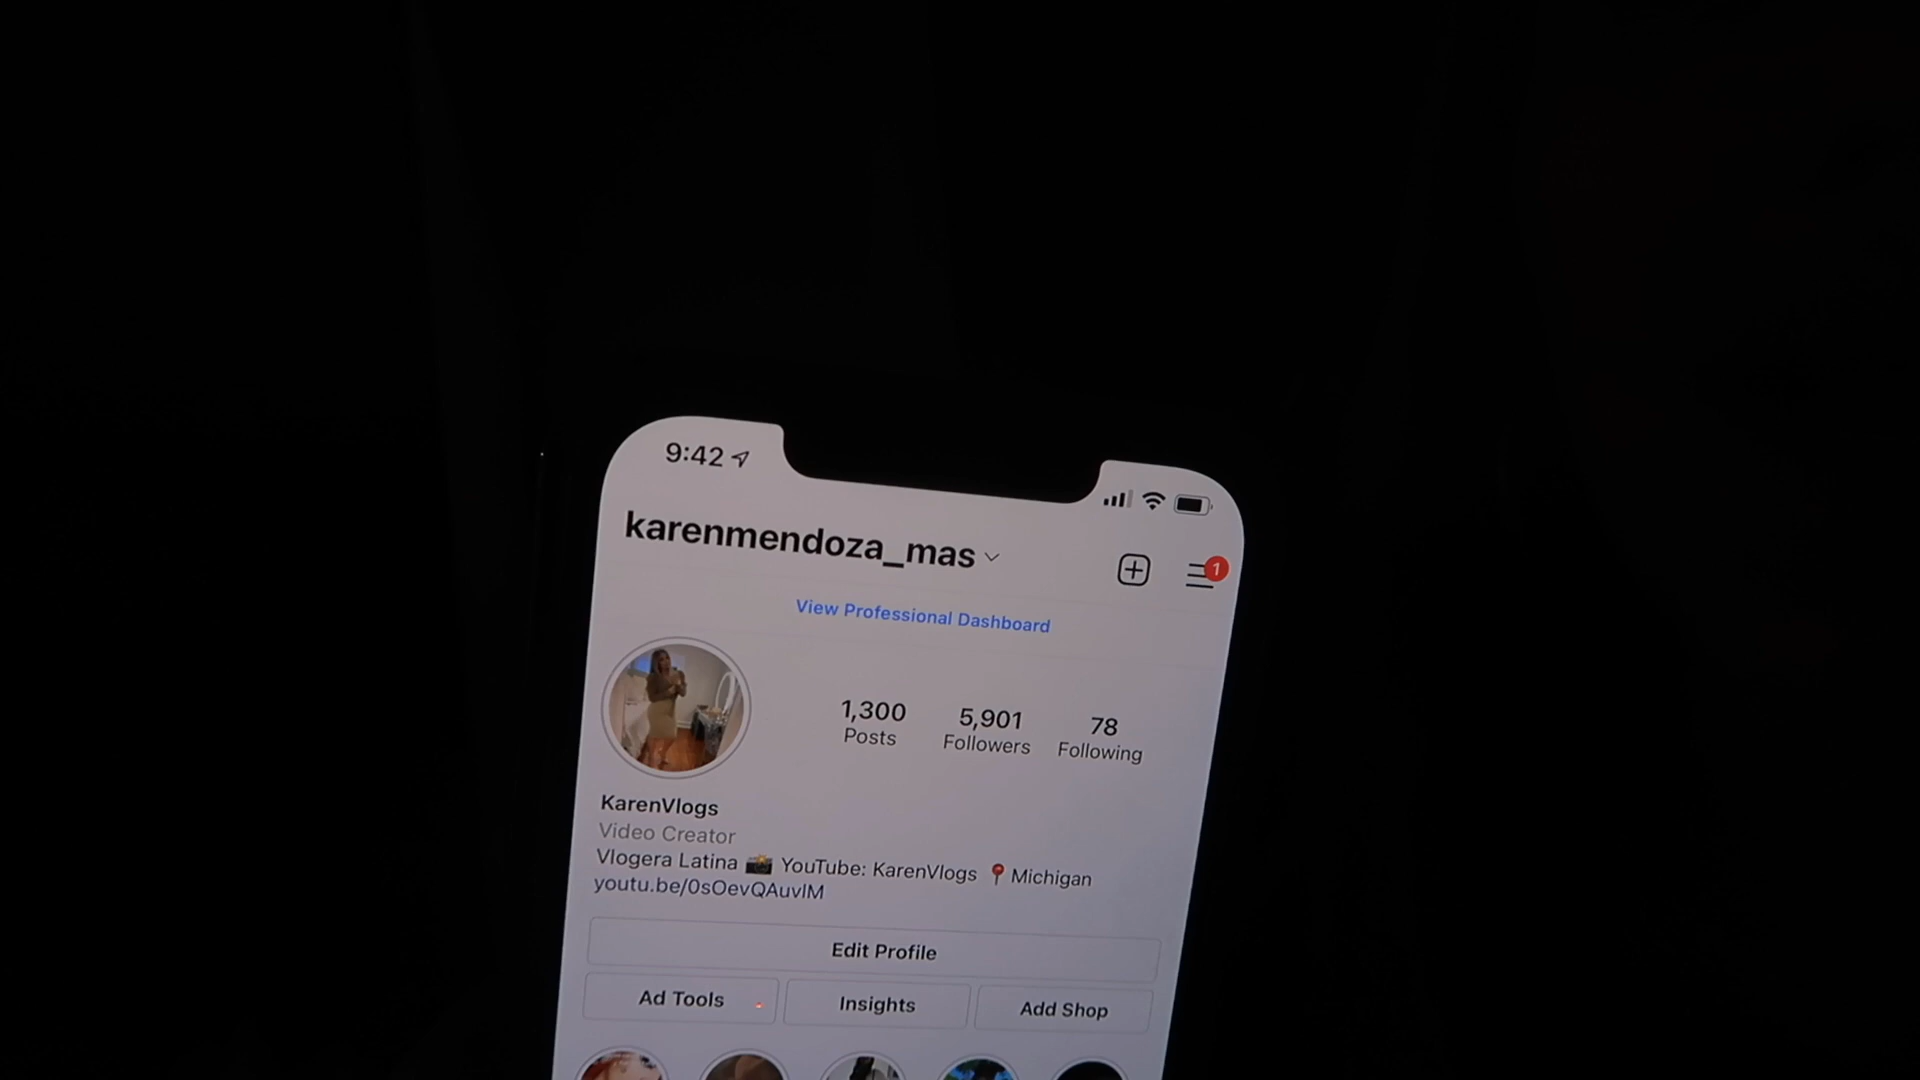 9:42
karenmendoza_mas
1
View Professional Dashboard
1,300 5,901 78
Posts Followers Following
KarenVlogs
Video Creator
Vlogera Latina 📸 YouTube: KarenVlogs 📍 Michigan
youtu.be/0sOevQAuvlM
Edit Profile
Ad Tools Insights Add Shop